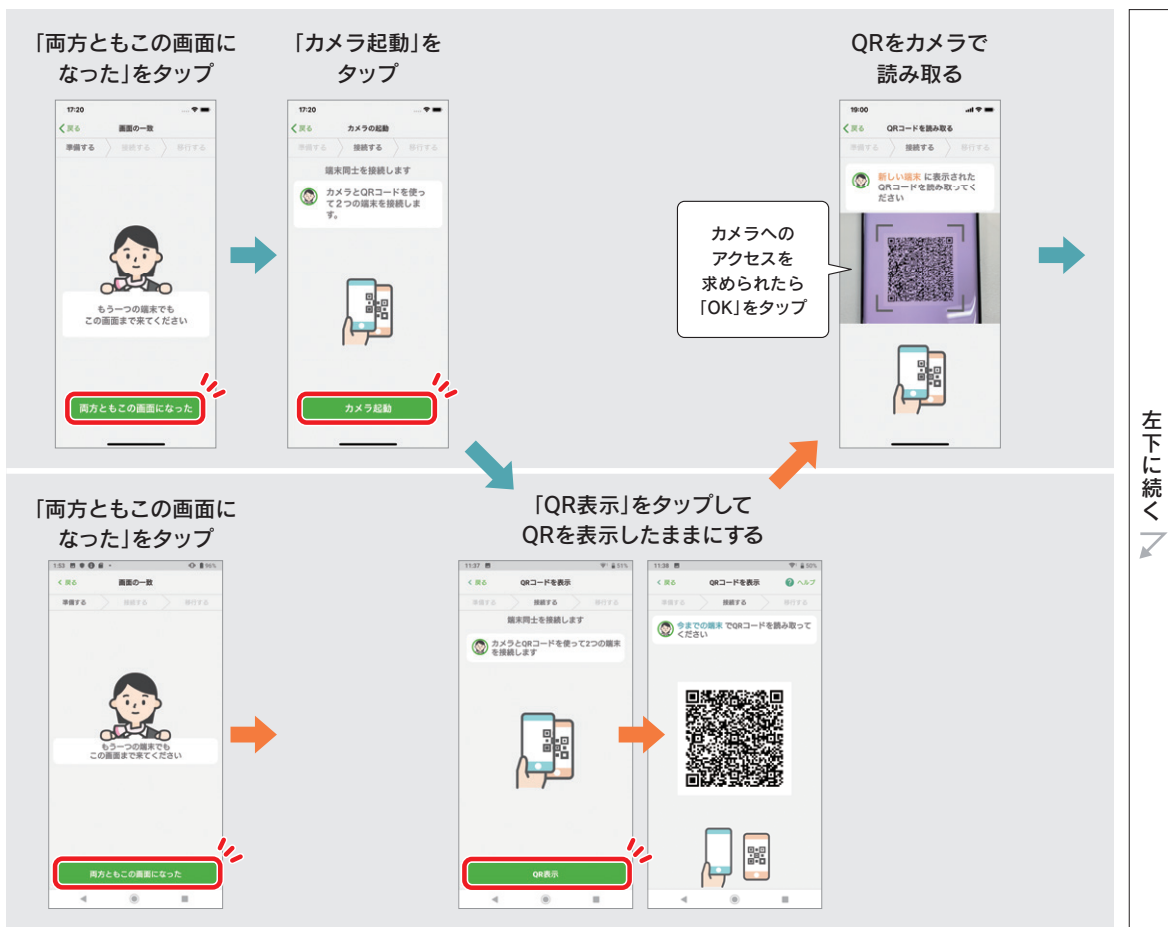 「両方ともこの画面に
なった」をタップ
17:20
戻る
画面の一致
準備する
接続する
移行する
もう一つの端末でも
この画面まで来てください
両方ともこの画面になった
「カメラ起動」を
タップ
17:20
戻る
カメラの起動
準備する
接続する
移行する
端末同士を接続します
カメラとQRコードを使っ
て2つの端末を接続しま
す。
カメラ起動
QRをカメラで
読み取る
カメラへの
アクセスを
求められたら
「OK」をタップ
19:00
戻る
QRコードを読み取る
準備する
接続する
移行する
新しい端末 に表示された
QRコードを読み取ってく
ださい
「両方ともこの画面に
なった」をタップ
1:53
96%
戻る
画面の一致
準備する
接続する
移行する
もう一つの端末でも
この画面まで来てください
両方ともこの画面になった
「QR表示」をタップして
QRを表示したままにする
11:37
51%
戻る
QRコードを表示
準備する
接続する
移行する
端末同士を接続します
カメラとQRコードを使って2つの端末
を接続します
QR表示
11:38
50%
戻る
QRコードを表示
ヘルプ
準備する
接続する
移行する
今までの端末 でQRコードを読み取って
ください
左下に続く